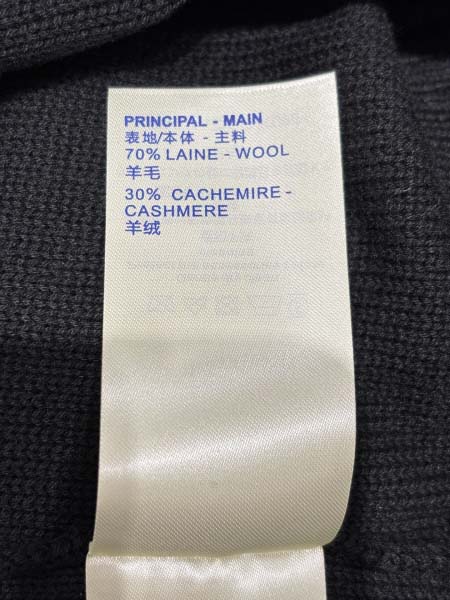 PRINCIPAL - MAIN
表地/本体 - 主料
70% LAINE - WOOL
羊毛
30% CACHEMIRE -
CASHMERE
羊绒